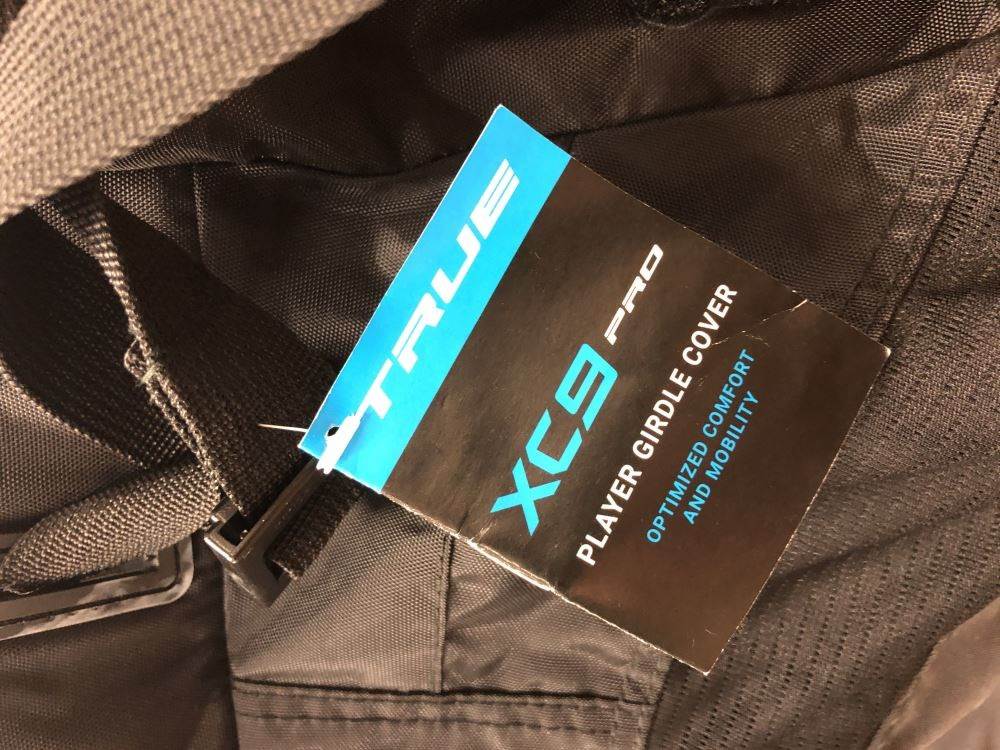 TRUE
XC9 PRO
PLAYER GIRDLE COVER
OPTIMIZED COMFORT
AND MOBILITY